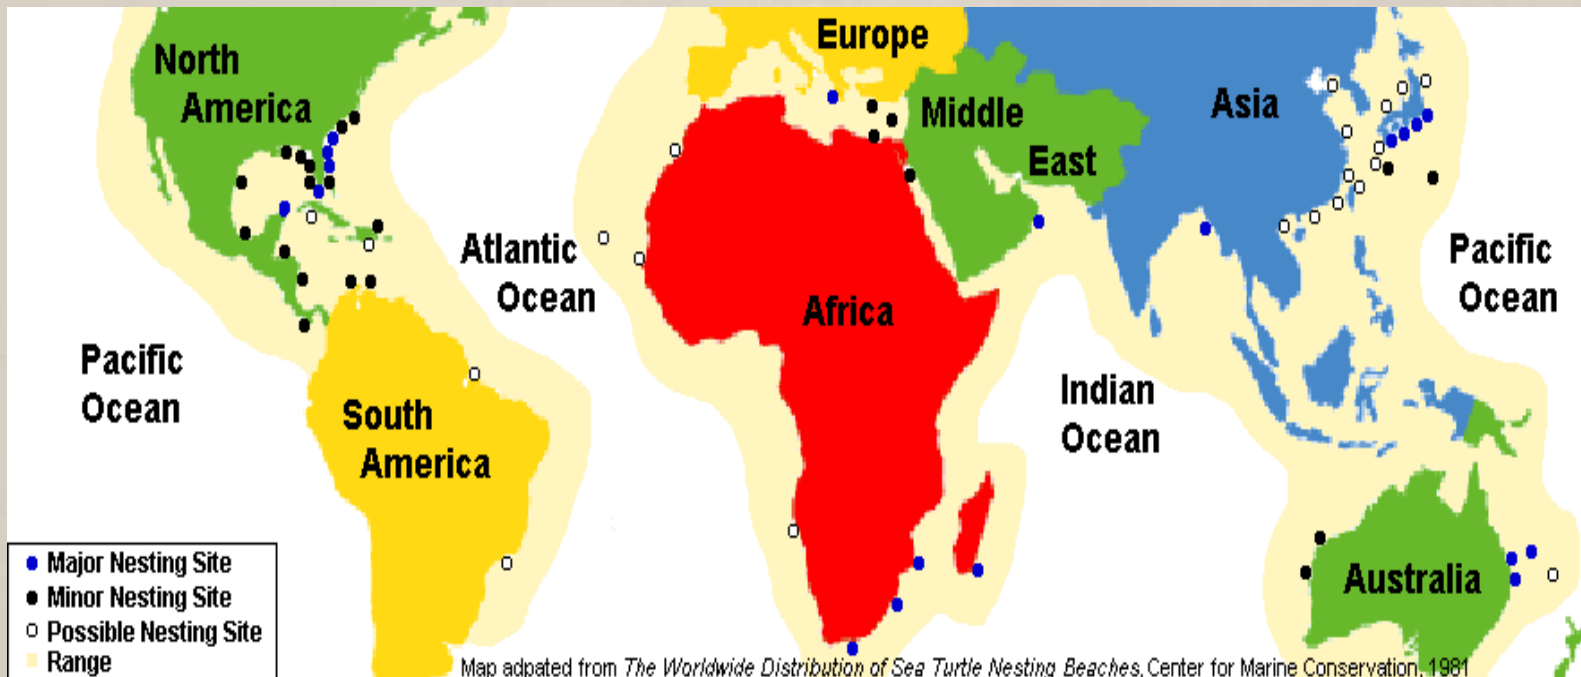 North
America
Europe
Middle
East
Asia
Atlantic
Ocean
Africa
Pacific
Ocean
Pacific
Ocean
Indian
Ocean
South
America
Australia
Major Nesting Site
Minor Nesting Site
Possible Nesting Site
Range
Map adpated from The Worldwide Distribution of Sea Turtle Nesting Beaches, Center for Marine Conservation, 1981